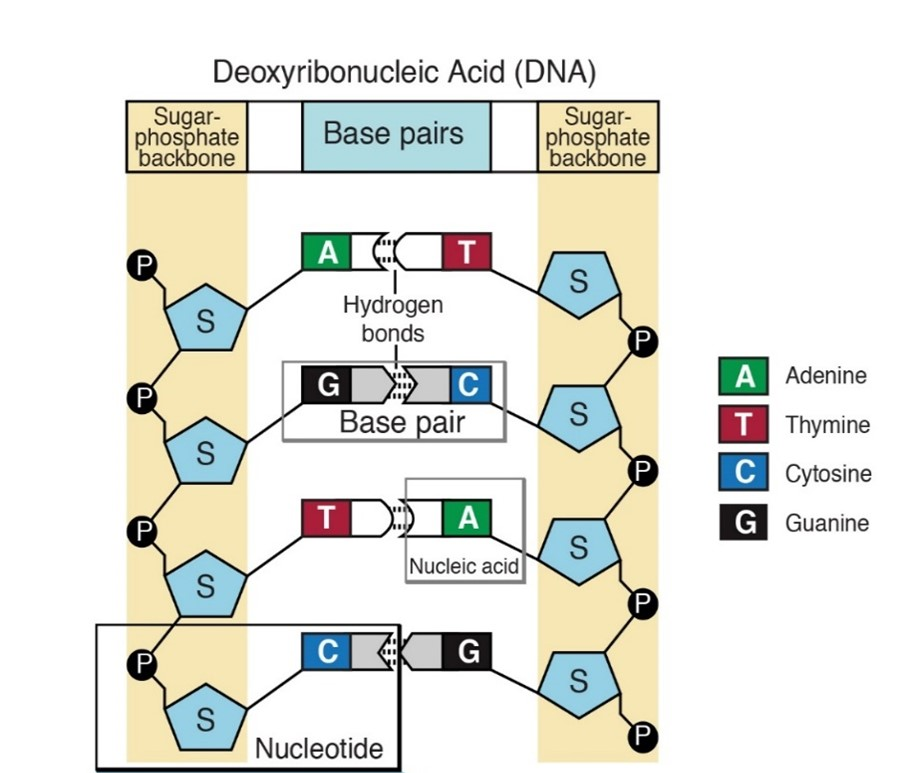 Deoxyribonucleic Acid (DNA)
Sugar-
phosphate
backbone
Base pairs
Sugar-
phosphate
backbone
A T
P
S
S
Hydrogen
bonds
P
P
G C
S
Base pair
S
P
A Adenine
T Thymine
C Cytosine
G Guanine
P
T A
S
Nucleic acid
S
P
P
C G
S
S
Nucleotide
P